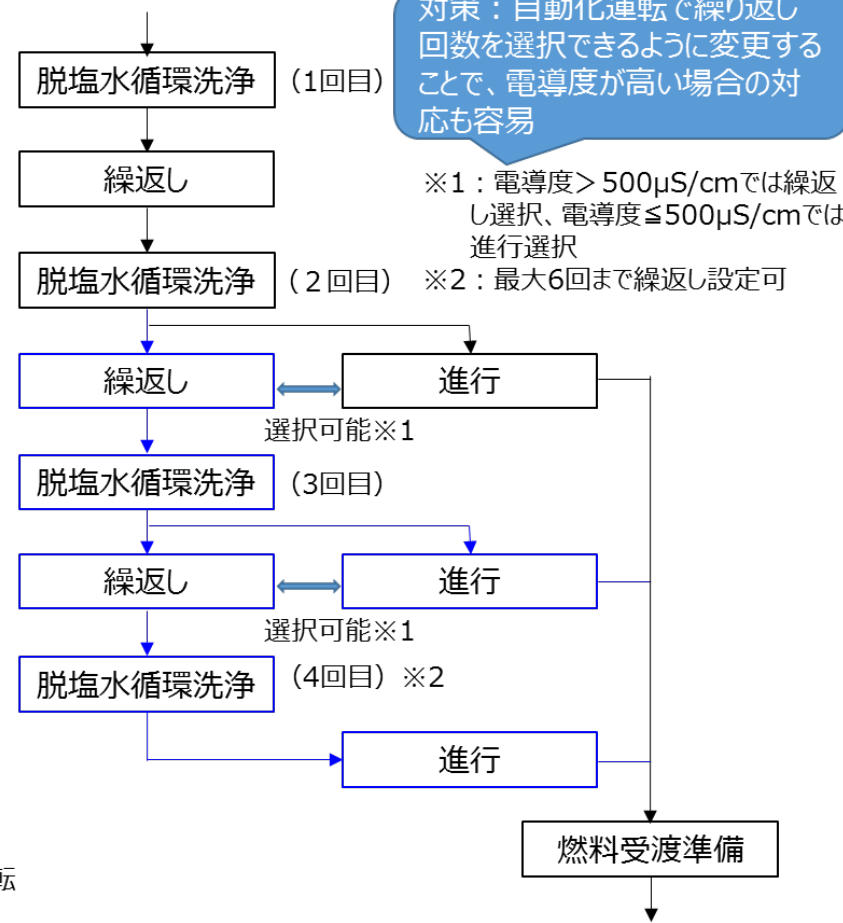 対策：自動化運転で繰り返し
回数を選択できるように変更する
ことで、電導度が高い場合の対
応も容易
脱塩水循環洗浄 （1回目）
繰返し
※1：電導度＞500μS/cmでは繰返
し選択、電導度≦500μS/cmでは
進行選択
脱塩水循環洗浄 （２回目）
※2：最大6回まで繰返し設定可
繰返し 進行
選択可能※1
脱塩水循環洗浄 （3回目）
繰返し 進行
選択可能※1
脱塩水循環洗浄 （4回目）※2
進行
燃料受渡準備
転